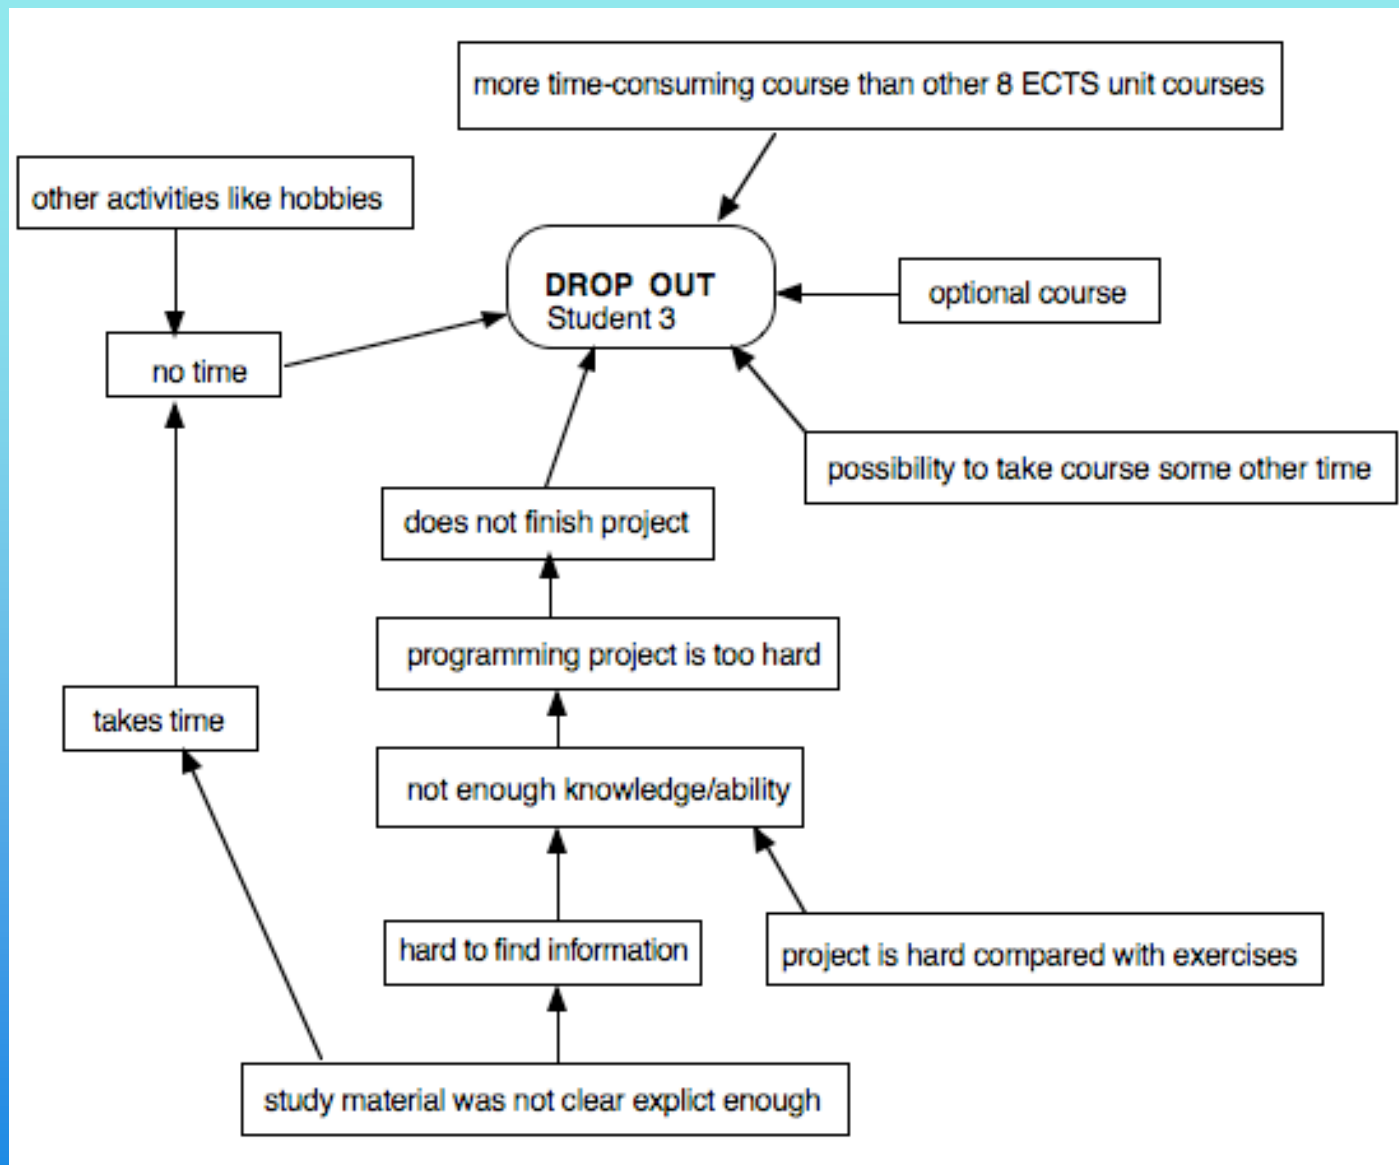 more time-consuming course than other 8 ECTS unit courses
other activities like hobbies
DROP OUT
Student 3
optional course
no time
possibility to take course some other time
does not finish project
programming project is too hard
takes time
not enough knowledge/ability
hard to find information
project is hard compared with exercises
study material was not clear explict enough